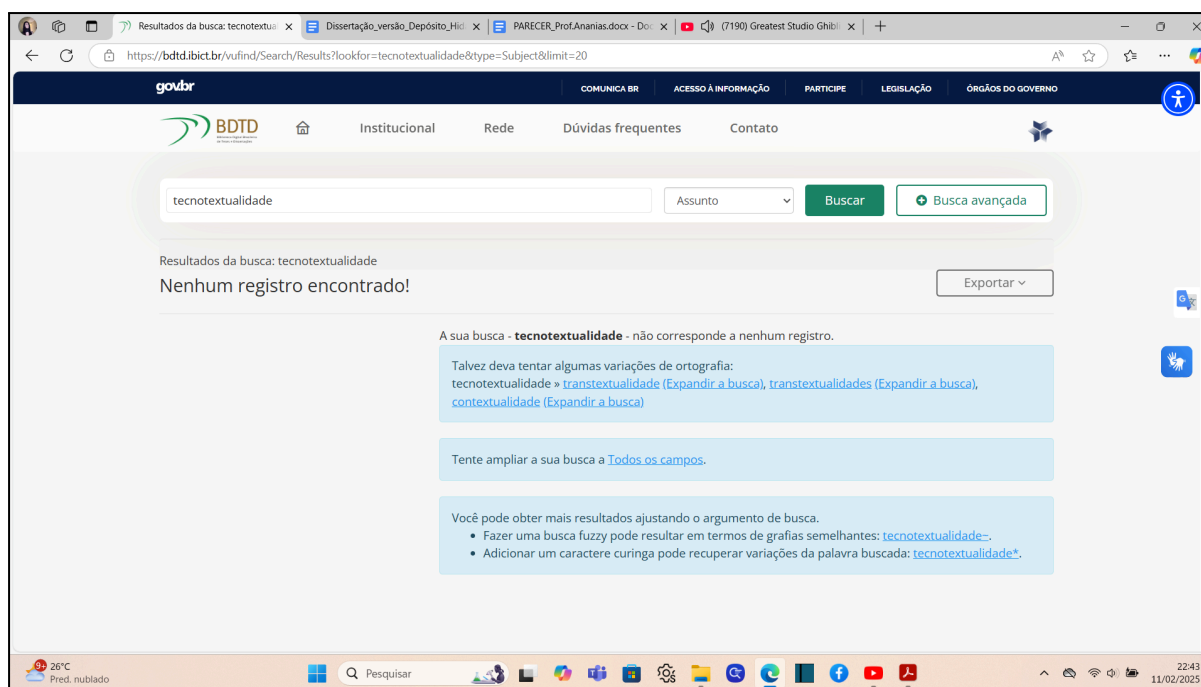 Resultados da busca: tecnotextual
Dissertação_versão_Depósito_Hid
PARECER_Prof.Ananias.docx - Doc
(7190) Greatest Studio Ghibli
https://bdtd.ibict.br/vufind/Search/Results?lookfor=tecnotextualidade&type=Subject&limit=20
gov.br
COMUNICA BR
ACESSO À INFORMAÇÃO
PARTICIPE
LEGISLAÇÃO
ÓRGÃOS DO GOVERNO
BDTD
Institucional
Rede
Dúvidas frequentes
Contato
tecnotextualidade
Assunto
Buscar
Busca avançada
Resultados da busca: tecnotextualidade
Nenhum registro encontrado!
Exportar
A sua busca - tecnotextualidade - não corresponde a nenhum registro.
Talvez deva tentar algumas variações de ortografia:
tecnotextualidade » transtextualidade (Expandir a busca), transtextualidades (Expandir a busca),
contextualidade (Expandir a busca)
Tente ampliar a sua busca a Todos os campos.
Você pode obter mais resultados ajustando o argumento de busca.
• Fazer uma busca fuzzy pode resultar em termos de grafias semelhantes: tecnotextualidade~.
• Adicionar um caractere curinga pode recuperar variações da palavra buscada: tecnotextualidade*.
9+
26°C
Pred. nublado
Pesquisar
22:43
11/02/2025